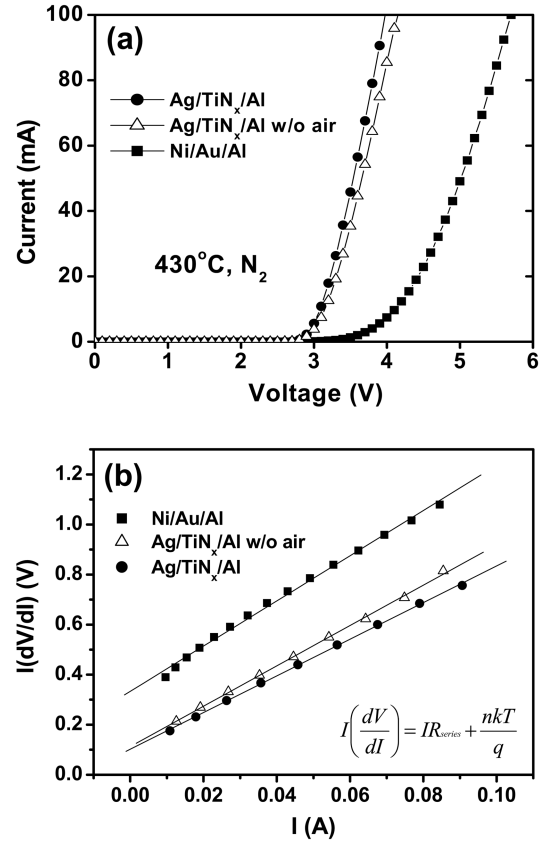 (a)
100
80
60
40
20
0
Current (mA)
Ag/TiNx/Al
Ag/TiNx/Al w/o air
Ni/Au/Al
430°C, N2
0 1 2 3 4 5 6
Voltage (V)
(b)
1.2
1.0
0.8
0.6
0.4
0.2
0.0
I(dV/dI) (V)
Ni/Au/Al
Ag/TiNx/Al w/o air
Ag/TiNx/Al
I(dV/dI) = IRseries + nkT/q
0.00 0.02 0.04 0.06 0.08 0.10
I (A)